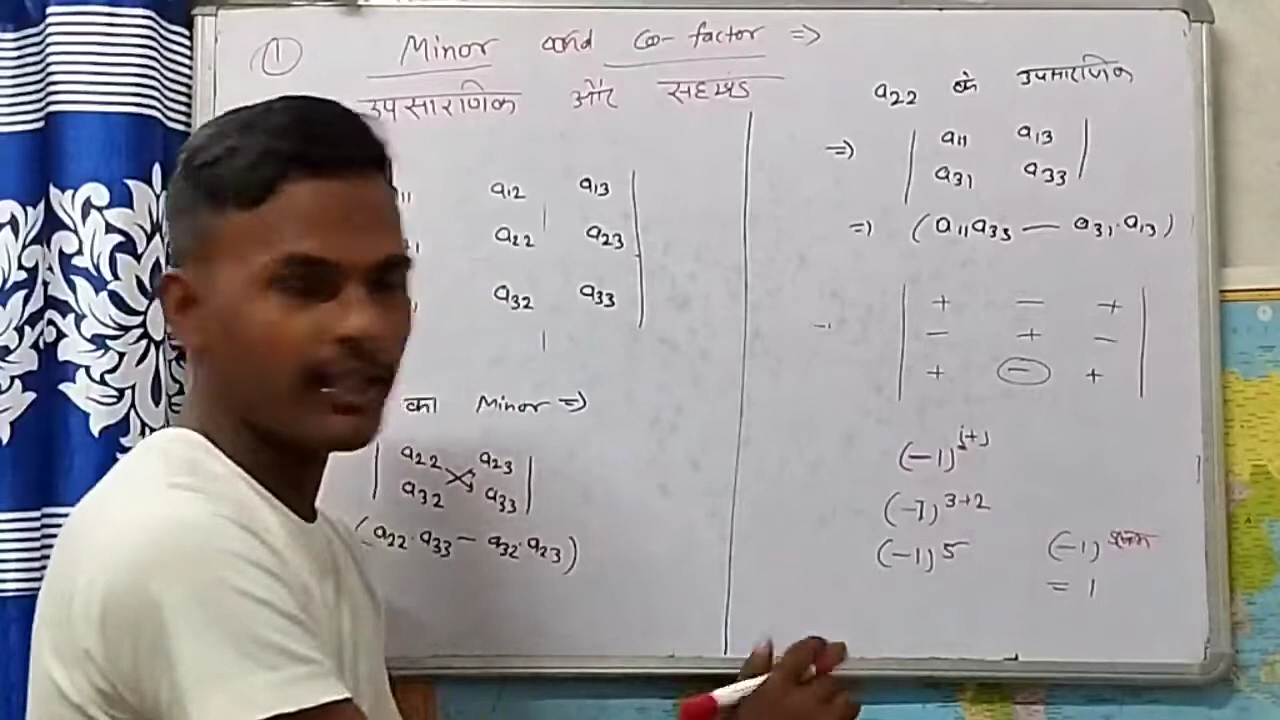 ① Minor and Co-factor ⇒
उपसारणिक और सहखंड
a12 a13
a22 a23
a32 a33
का Minor ⇒
| a22 a23 |
| a32 a33 |
(a22·a33 — a32·a23)
a22 के उपसारणिक
⇒ | a11 a13 |
| a31 a33 |
⇒ (a11a33 — a31·a13)
| + — + |
| — + — |
| + - + |
(-1)^j+j
(-1)^3+2
(-1)^5
(-1)
= 1